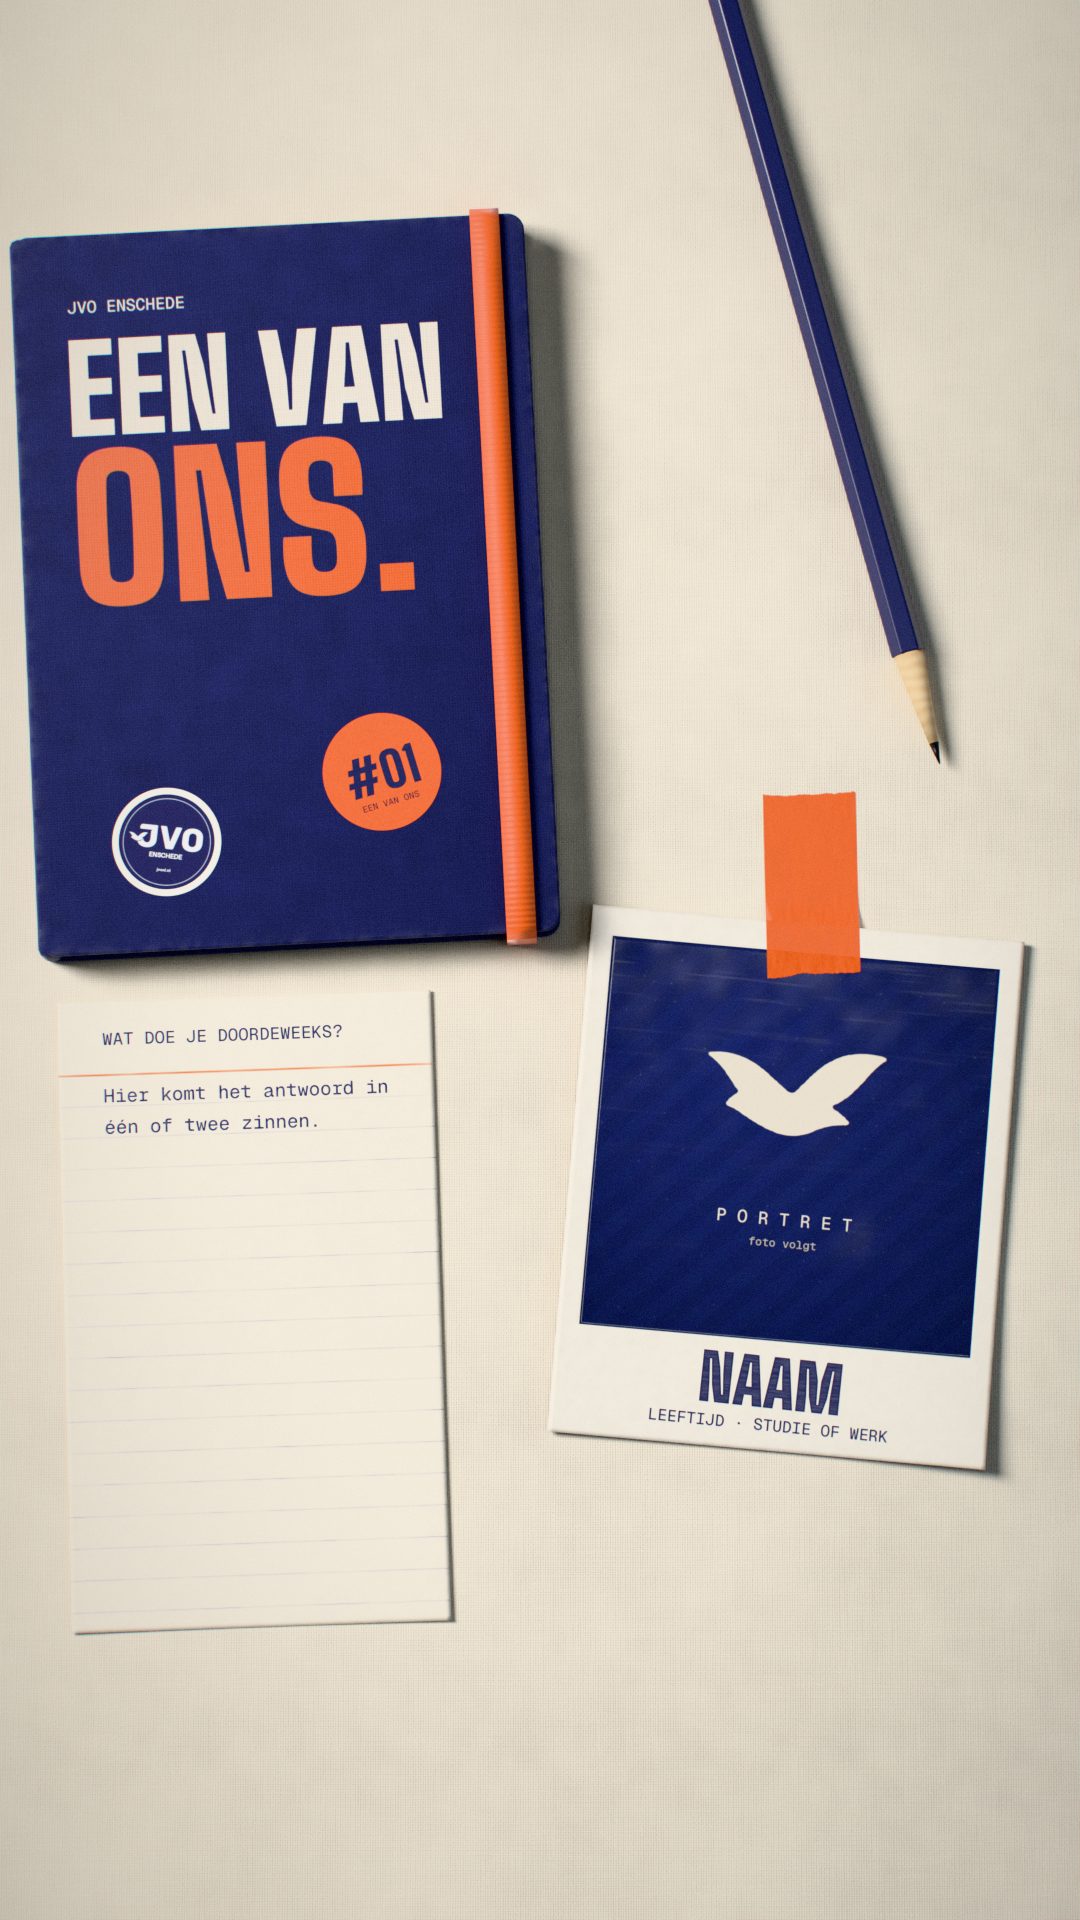 JVO ENSCHEDE
EEN VAN
ONS.
#01
EEN VAN ONS
JVO
ENSCHEDE
WAT DOE JE DOORDEWEEKS?
Hier komt het antwoord in
één of twee zinnen.
PORTRET
foto volgt
NAAM
LEEFTIJD · STUDIE OF WERK